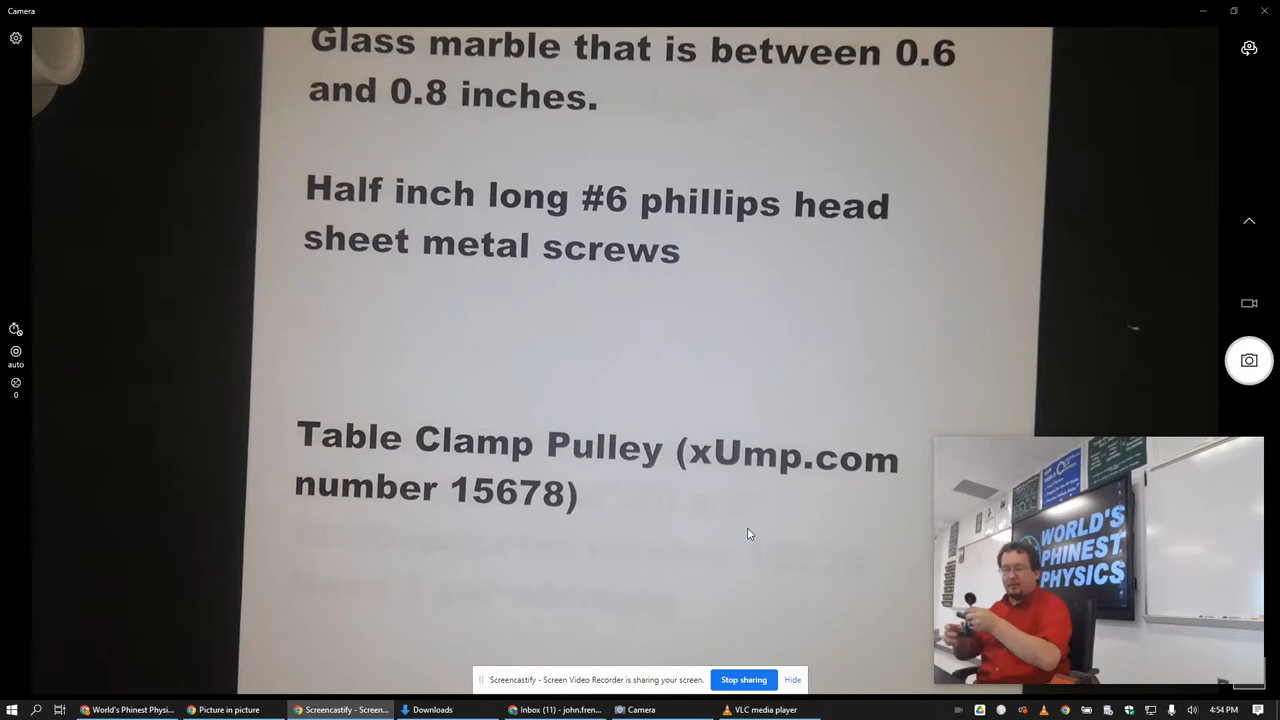 Camera
Glass marble that is between 0.6
and 0.8 inches.
Half inch long #6 phillips head
sheet metal screws
Table Clamp Pulley (xUmp.com
number 15678)
auto
0
WORLD'S
PHINEST
PHYSICS
Screencastify - Screen Video Recorder is sharing your screen.
Stop sharing
Hide
World's Phinest Physi...
Picture in picture
Screencastify - Screen...
Downloads
Inbox (11) - john.fren...
Camera
VLC media player
4:54 PM